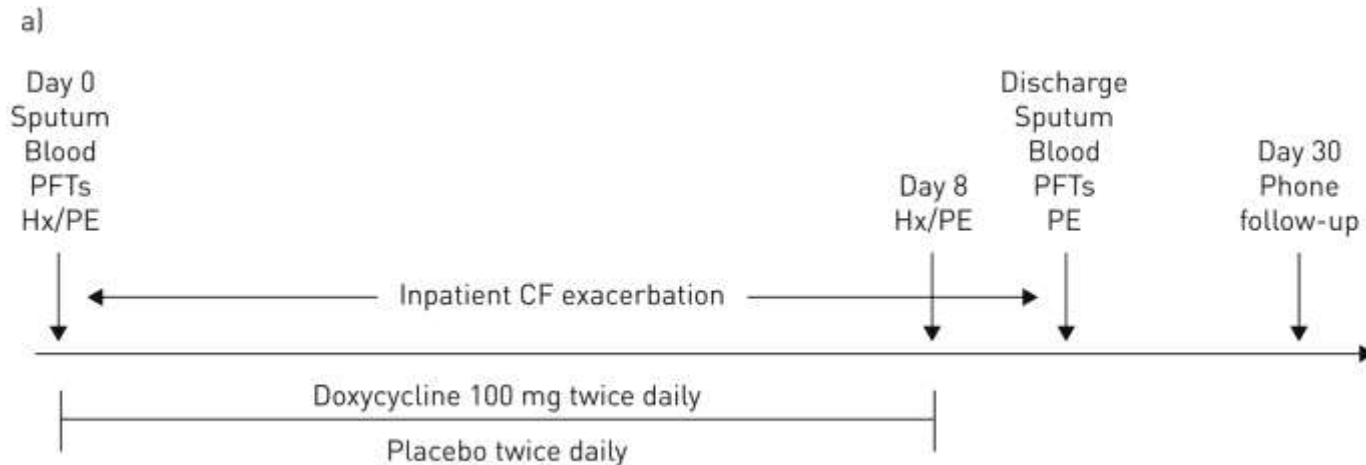 a)
Day 0
Sputum
Blood
PFTs
Hx/PE
Day 8
Hx/PE
Discharge
Sputum
Blood
PFTs
PE
Day 30
Phone
follow-up
Inpatient CF exacerbation
Doxycycline 100 mg twice daily
Placebo twice daily